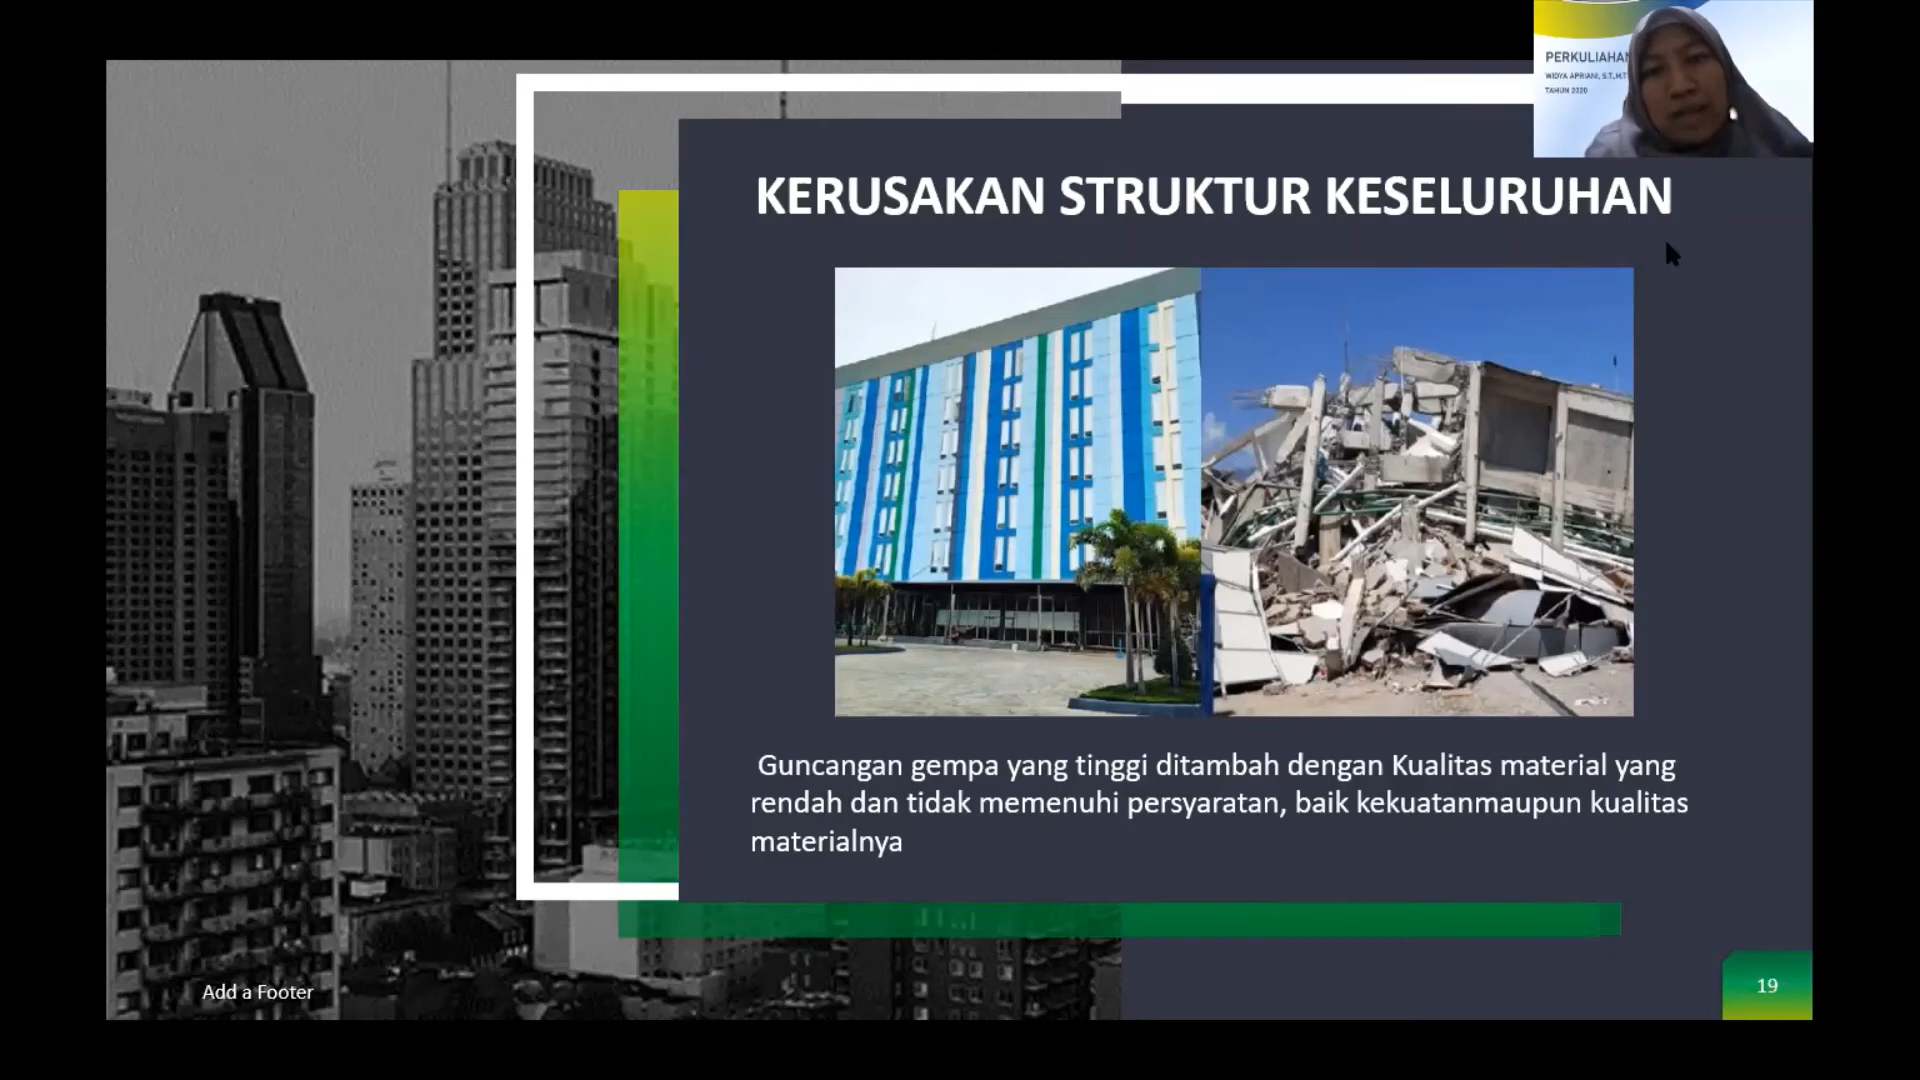 PERKULIAHAN
WIDYA APRIANI, S.T.,M.T
TAHUN 2020
KERUSAKAN STRUKTUR KESELURUHAN
Guncangan gempa yang tinggi ditambah dengan Kualitas material yang
rendah dan tidak memenuhi persyaratan, baik kekuatanmaupun kualitas
materialnya
Add a Footer
19